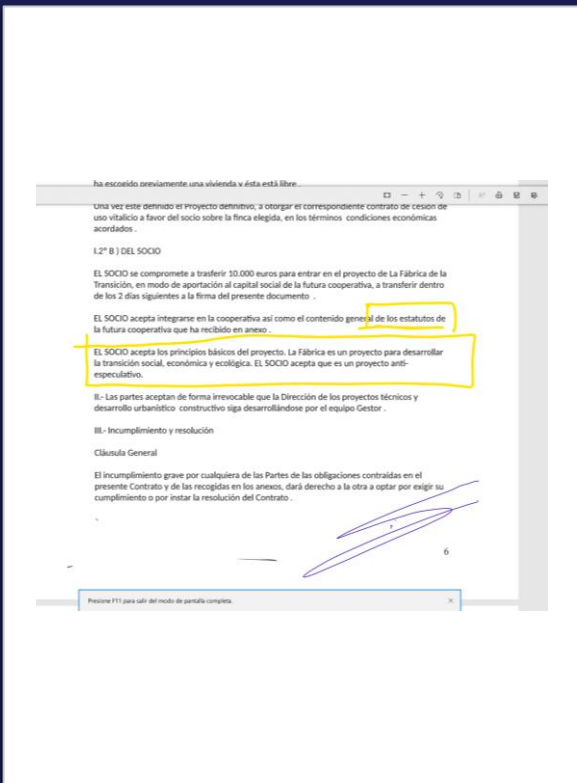 ha escogido previamente una vivienda y ésta está libre .
Una vez esté definido el Proyecto definitivo, a otorgar el correspondiente contrato de cesión de
uso vitalicio a favor del socio sobre la finca elegida, en los términos condiciones económicas
acordados .
I.2ª B ) DEL SOCIO
EL SOCIO se compromete a trasferir 10.000 euros para entrar en el proyecto de La Fábrica de la
Transición, en modo de aportación al capital social de la futura cooperativa, a transferir dentro
de los 2 días siguientes a la firma del presente documento .
EL SOCIO acepta integrarse en la cooperativa así como el contenido general de los estatutos de
la futura cooperativa que ha recibido en anexo .
EL SOCIO acepta los principios básicos del proyecto. La Fábrica es un proyecto para desarrollar
la transición social, económica y ecológica. EL SOCIO acepta que es un proyecto anti-
especulativo.
II.- Las partes aceptan de forma irrevocable que la Dirección de los proyectos técnicos y
desarrollo urbanístico constructivo siga desarrollándose por el equipo Gestor .
III.- Incumplimiento y resolución
Cláusula General
El incumplimiento grave por cualquiera de las Partes de las obligaciones contraídas en el
presente Contrato y de las recogidas en los anexos, dará derecho a la otra a optar por exigir su
cumplimiento o por instar la resolución del Contrato .
6
Presione F11 para salir del modo de pantalla completa.